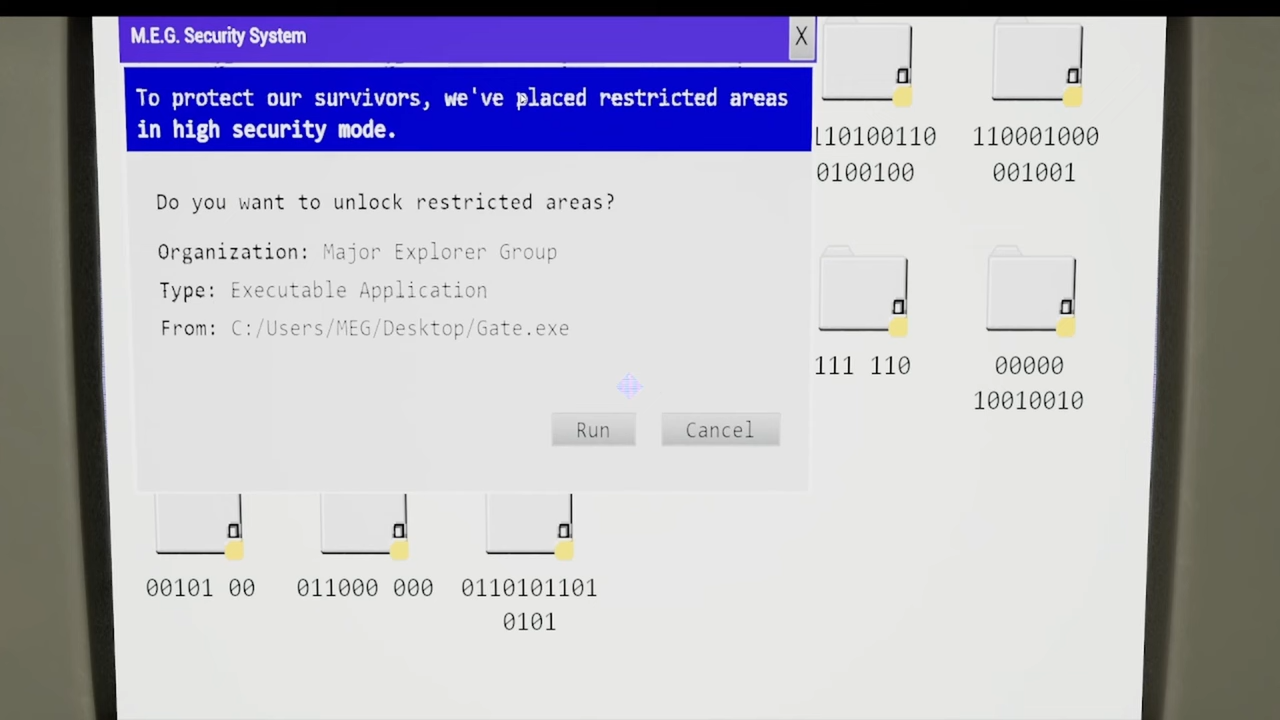 M.E.G. Security System
X
To protect our survivors, we've placed restricted areas
in high security mode.
Do you want to unlock restricted areas?
Organization: Major Explorer Group
Type: Executable Application
From: C:/Users/MEG/Desktop/Gate.exe
Run Cancel
110001000
001001
0100100
111 110
00000
10010010
00101 00
011000 000
0110101101
0101